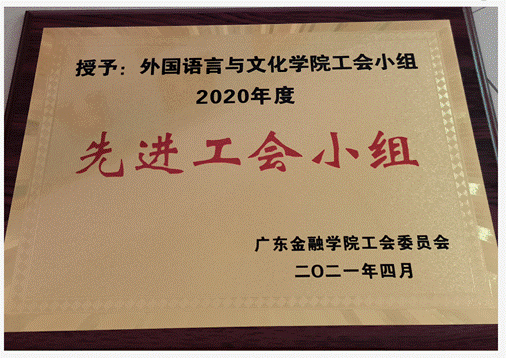 授予：外国语言与文化学院工会小组
2020年度
先进工会小组
广东金融学院工会委员会
二〇二一年四月